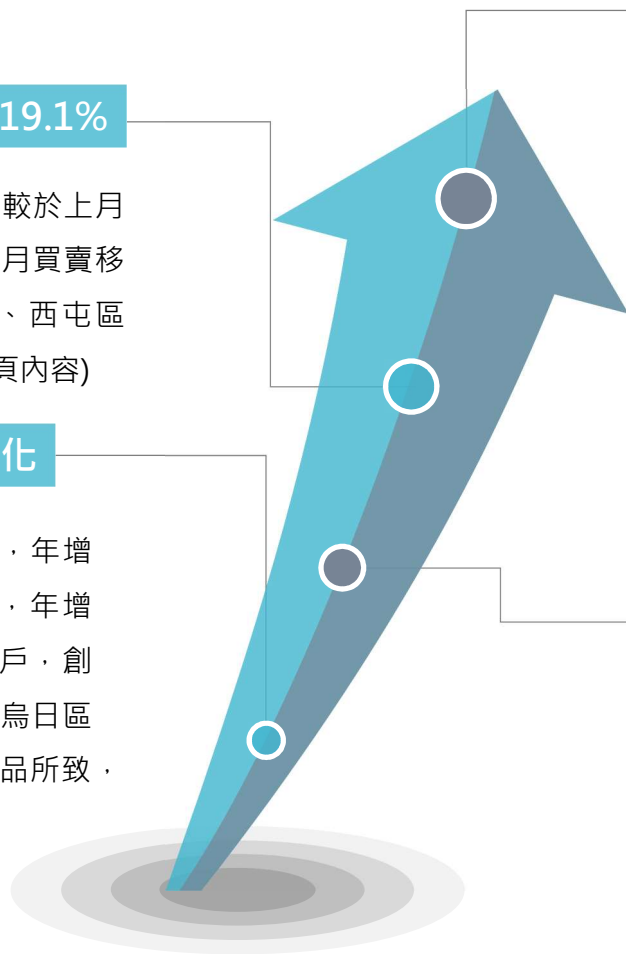 19.1%
較於上月
月買賣移
、西屯區
頁內容)
化
，年增
，年增
戶，創
烏日區
品所致，